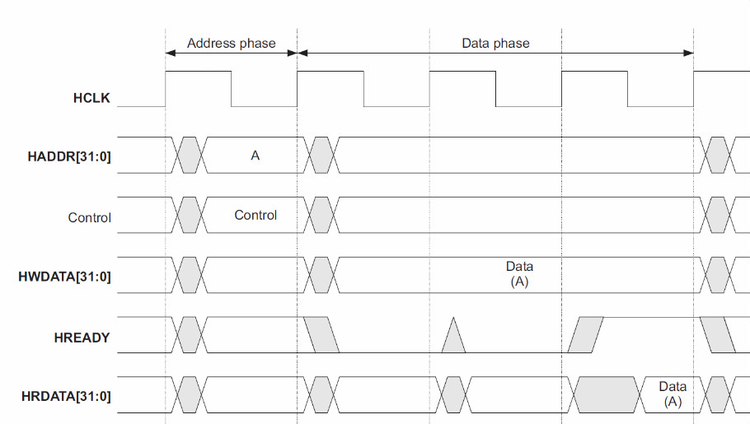 Address phase
Data phase
HCLK
HADDR[31:0]
A
Control
Control
HWDATA[31:0]
Data
(A)
HREADY
HRDATA[31:0]
Data
(A)